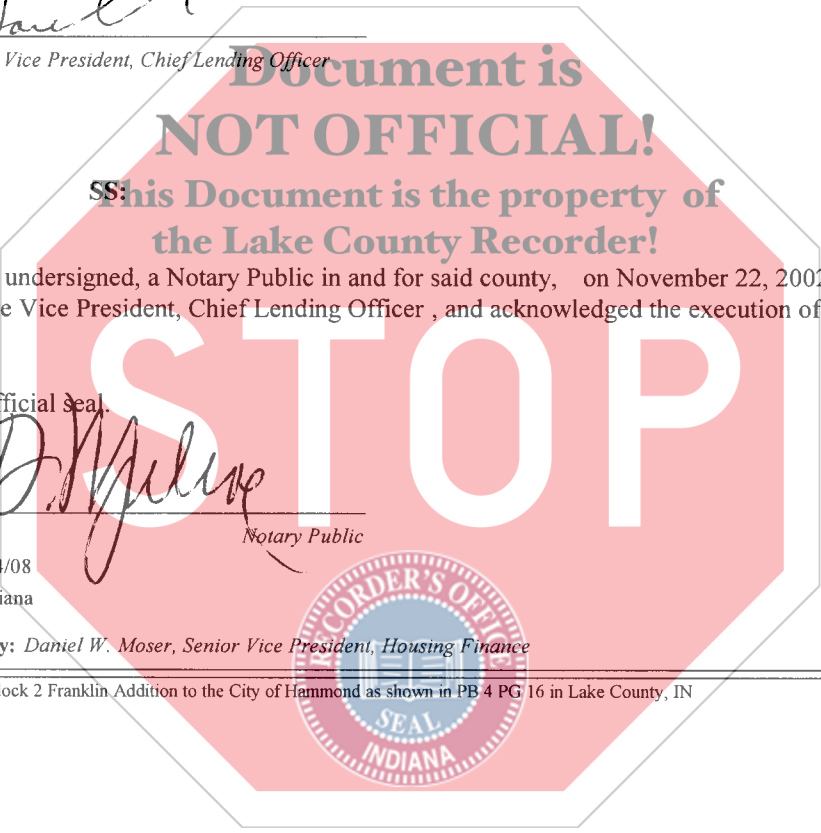 Vice President, Chief Lending Officer
Document is
NOT OFFICIAL!
SS:
This Document is the property of
the Lake County Recorder!
undersigned, a Notary Public in and for said county, on November 22, 2002
e Vice President, Chief Lending Officer , and acknowledged the execution of
STOP
fficial seal.
Notary Public
/08
iana
y: Daniel W. Moser, Senior Vice President, Housing Finance
ock 2 Franklin Addition to the City of Hammond as shown in PB 4 PG 16 in Lake County, IN
RECORDER'S OFFICE
SEAL
INDIANA